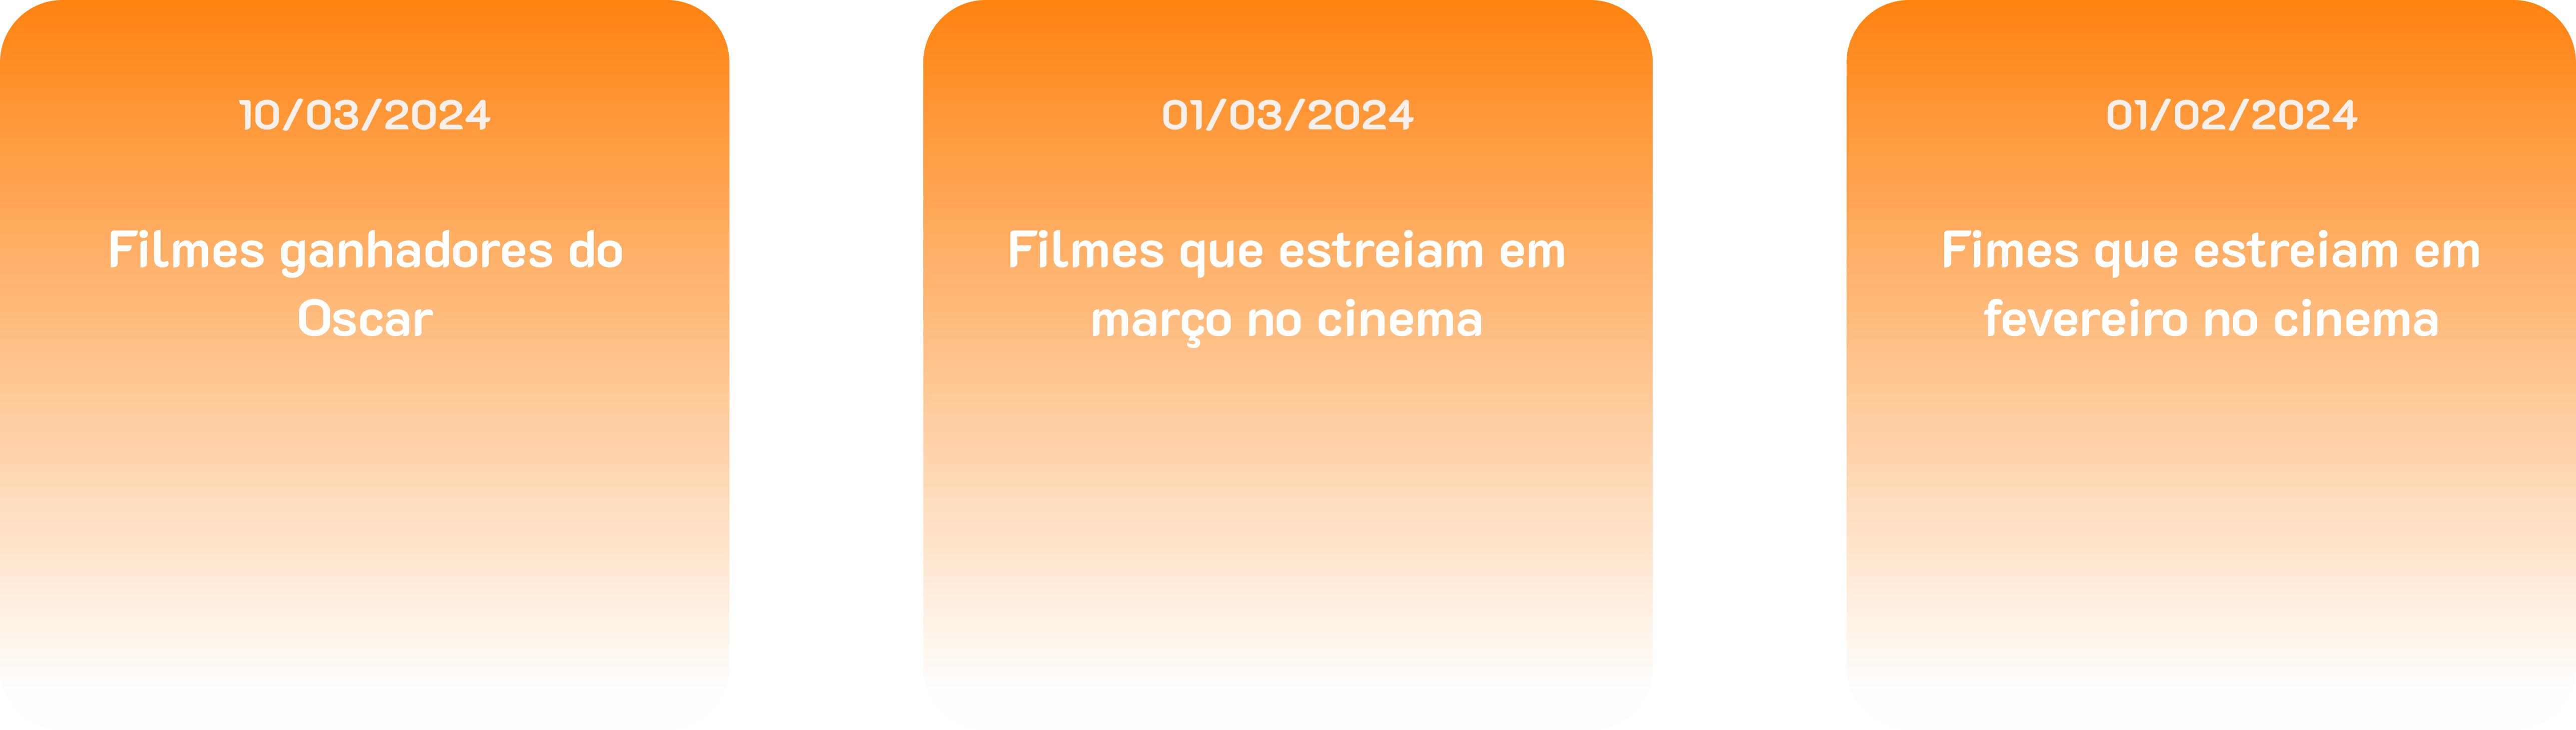 10/03/2024
Filmes ganhadores do
Oscar
01/03/2024
Filmes que estreiam em
março no cinema
01/02/2024
Fimes que estreiam em
fevereiro no cinema